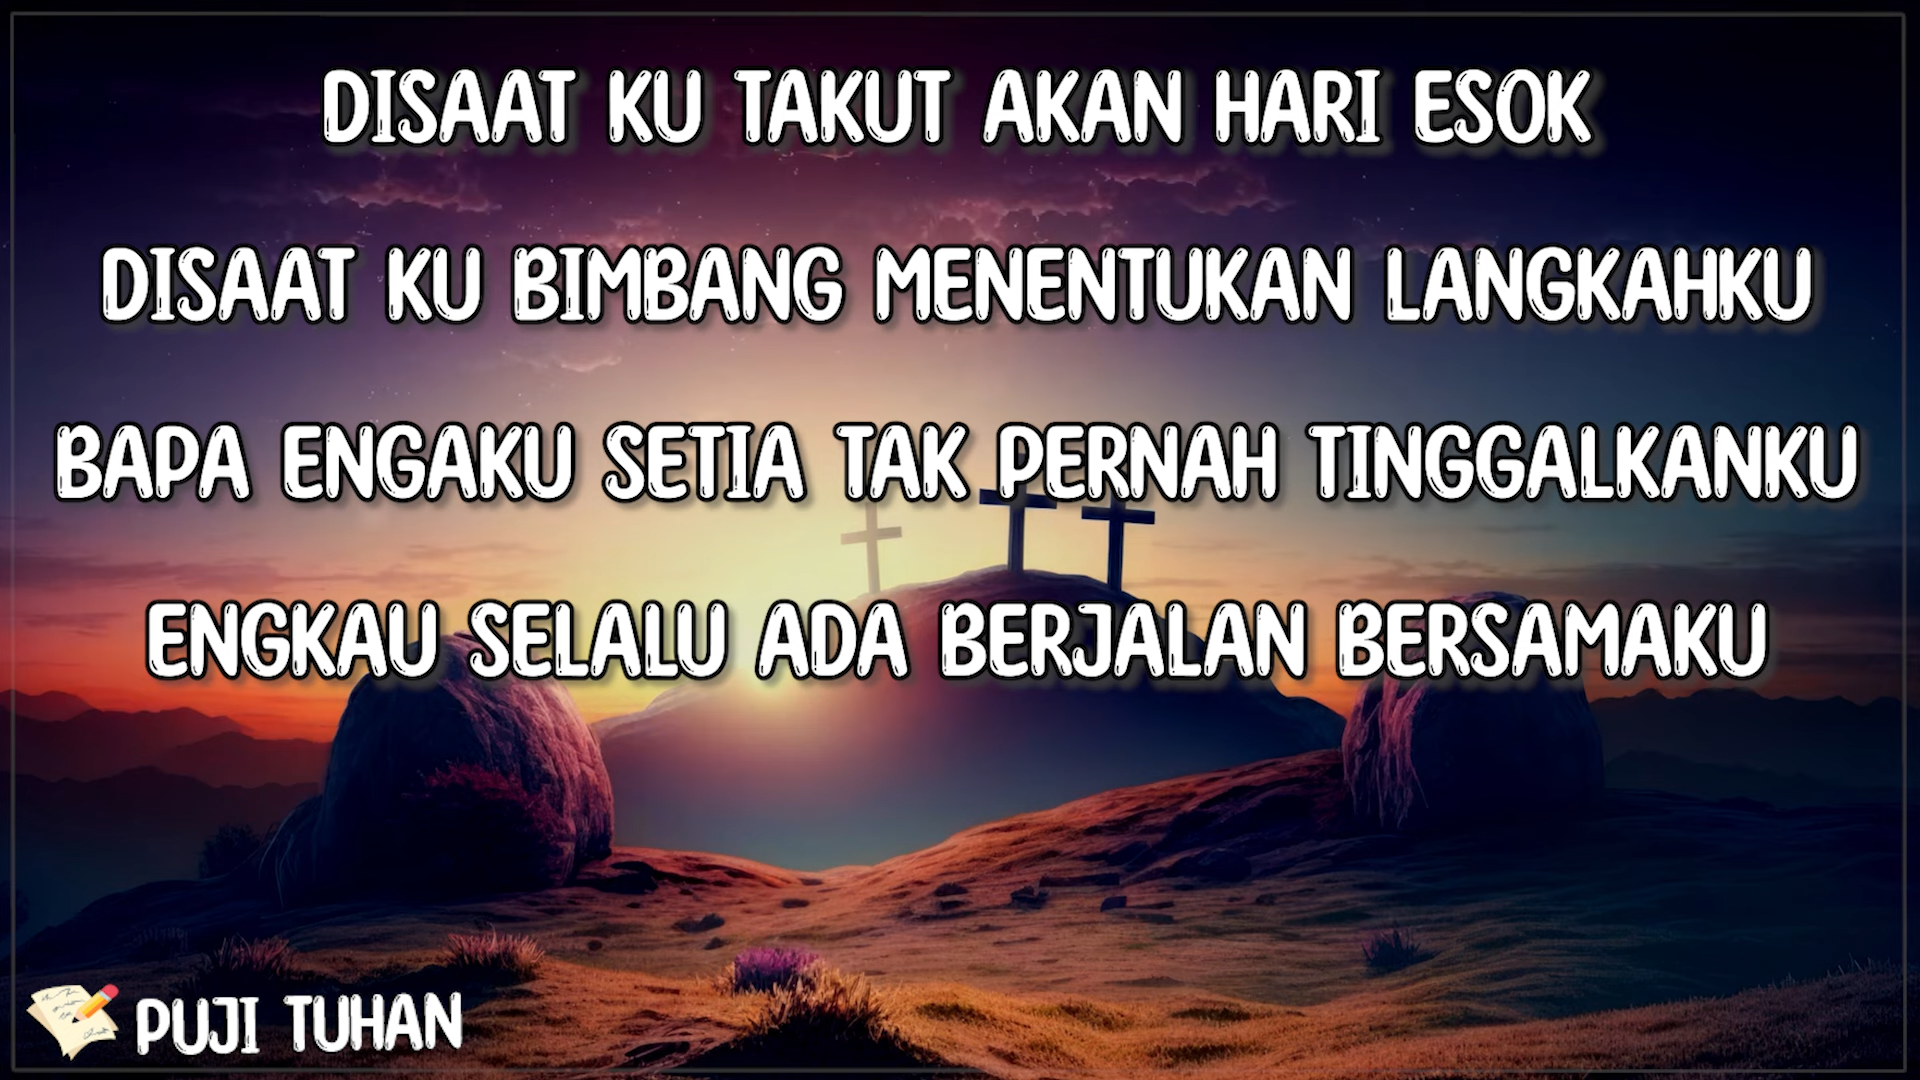 DISAAT KU TAKUT AKAN HARI ESOK
DISAAT KU BIMBANG MENENTUKAN LANGKAHKU
BAPA ENGAKU SETIA TAK PERNAH TINGGALKANKU
ENGKAU SELALU ADA BERJALAN BERSAMAKU
PUJI TUHAN